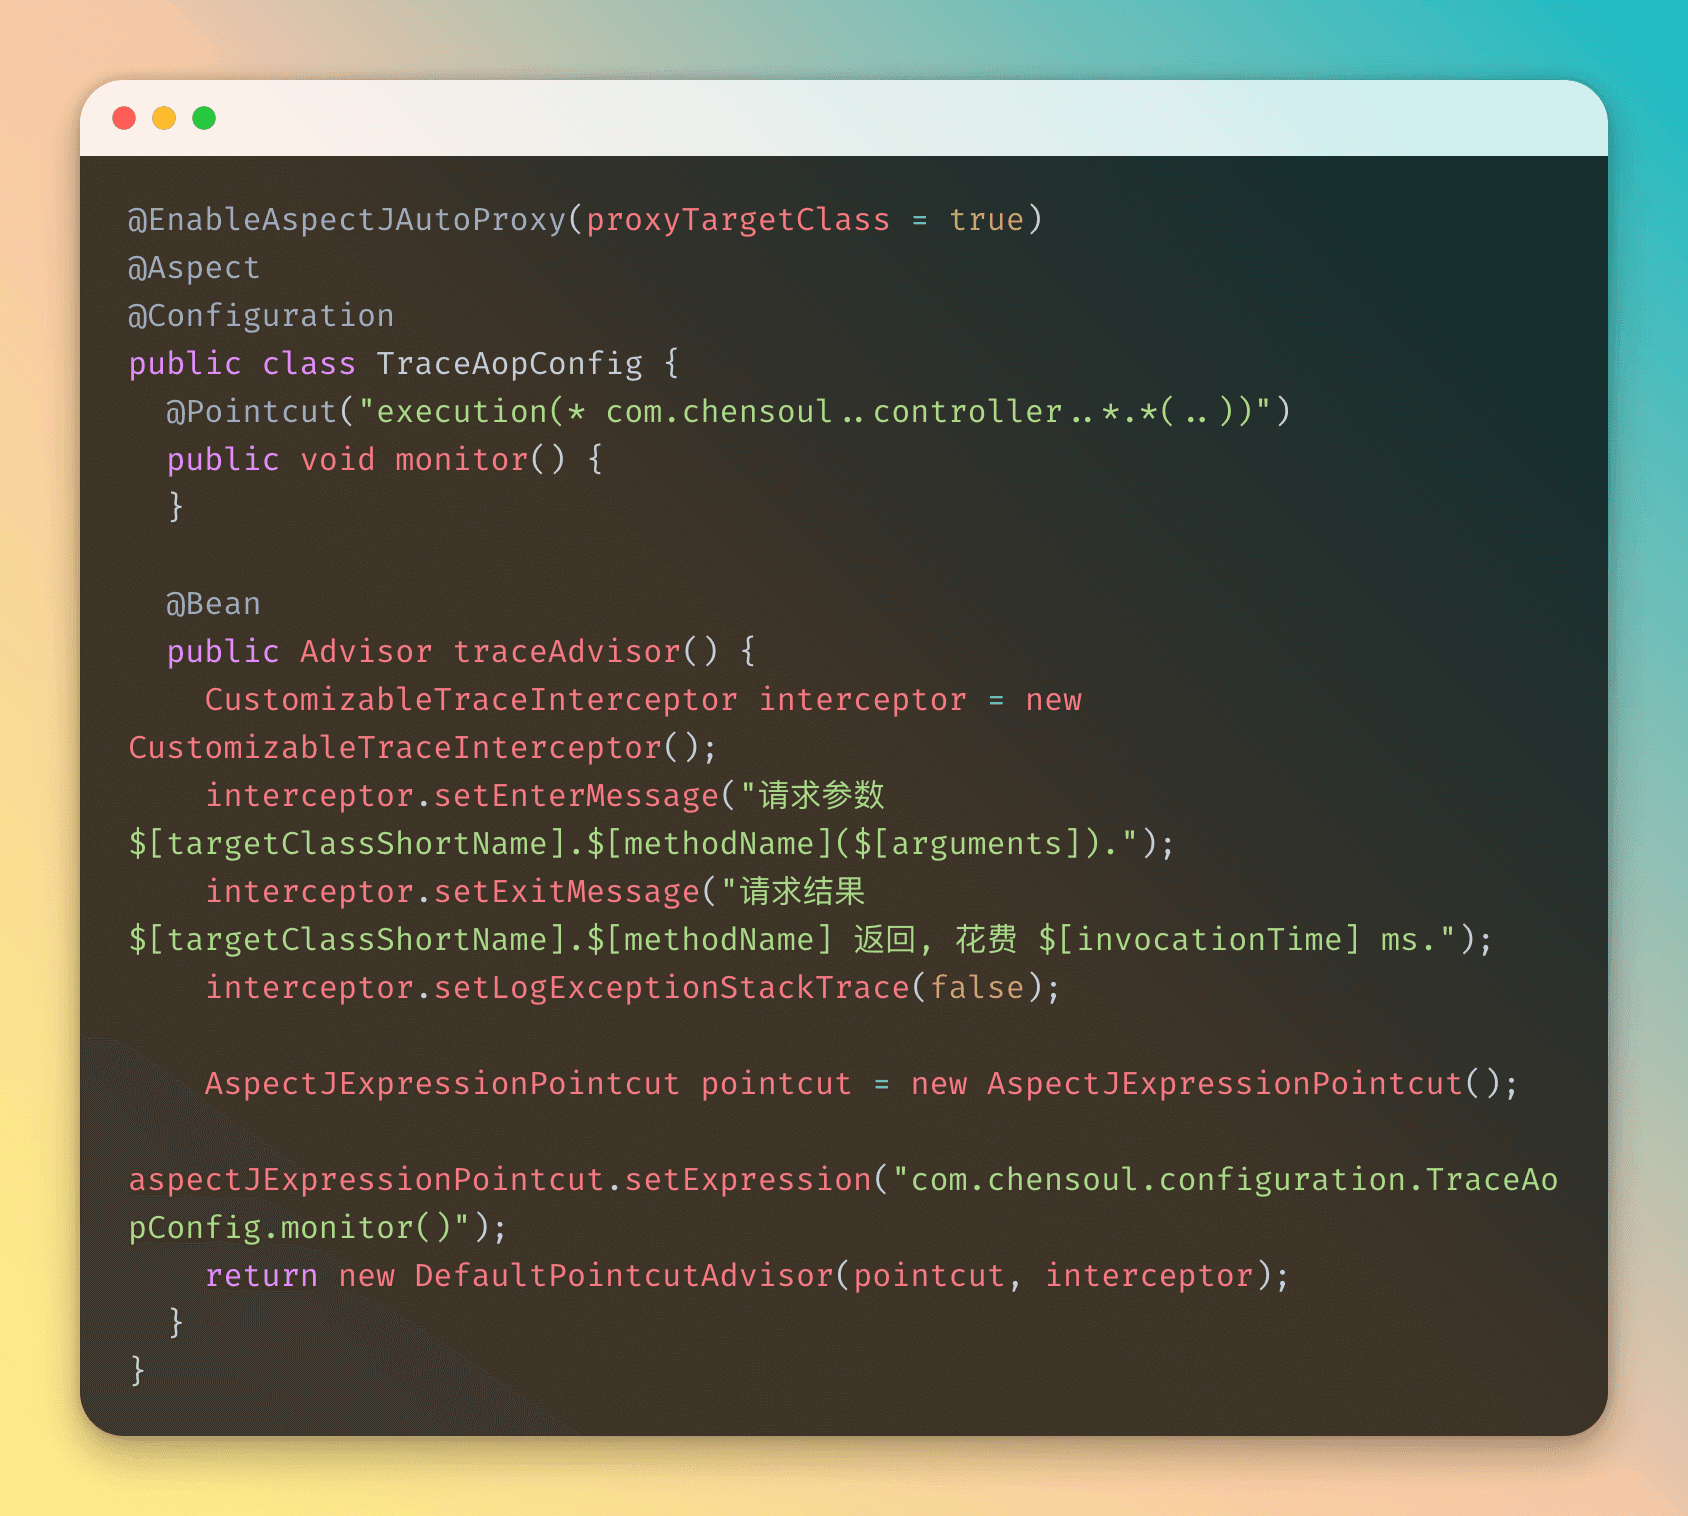 @EnableAspectJAutoProxy(proxyTargetClass = true)
@Aspect
@Configuration
public class TraceAopConfig {
  @Pointcut("execution(* com.chensoul..controller..*.*(..))")
  public void monitor() {
  }

  @Bean
  public Advisor traceAdvisor() {
    CustomizableTraceInterceptor interceptor = new
CustomizableTraceInterceptor();
    interceptor.setEnterMessage("请求参数
$[targetClassShortName].$[methodName]($[arguments]).");
    interceptor.setExitMessage("请求结果
$[targetClassShortName].$[methodName] 返回, 花费 $[invocationTime] ms.");
    interceptor.setLogExceptionStackTrace(false);

    AspectJExpressionPointcut pointcut = new AspectJExpressionPointcut();

aspectJExpressionPointcut.setExpression("com.chensoul.configuration.TraceAo
pConfig.monitor()");
    return new DefaultPointcutAdvisor(pointcut, interceptor);
  }
}